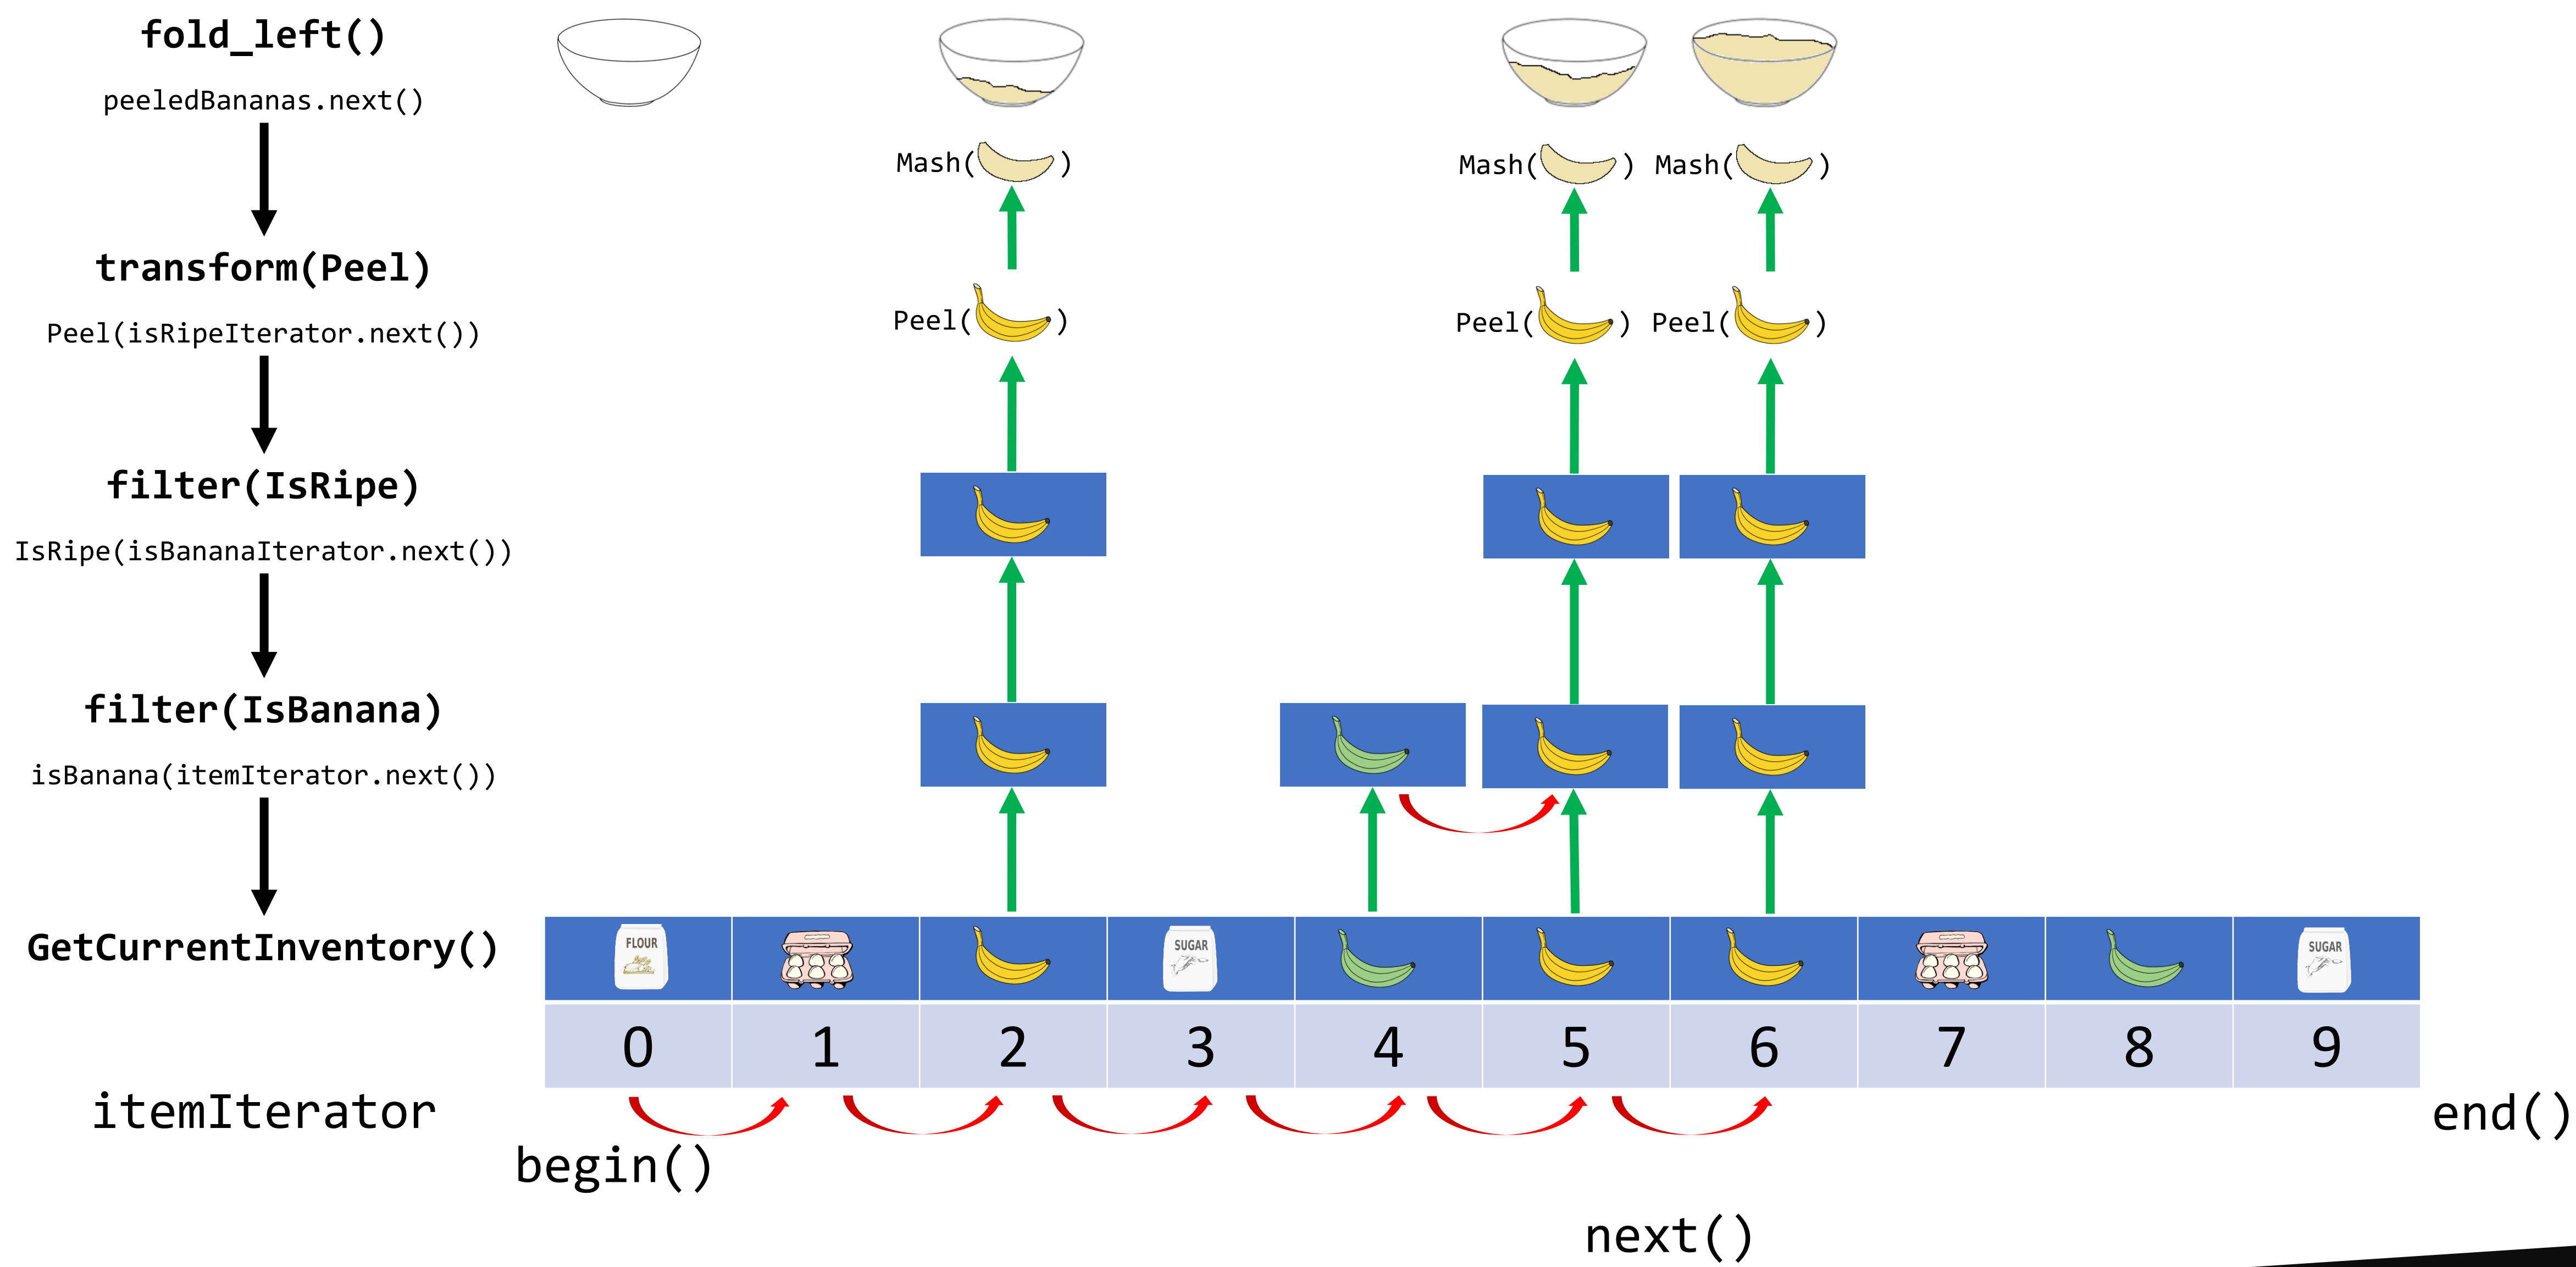 fold_left()
peeledBananas.next()
Mash( )
Mash( )
Mash( )
transform(Peel)
Peel(isRipeIterator.next())
Peel( )
Peel( )
Peel( )
filter(IsRipe)
IsRipe(isBananaIterator.next())
filter(IsBanana)
isBanana(itemIterator.next())
GetCurrentInventory()
FLOUR
SUGAR
SUGAR
0 1 2 3 4 5 6 7 8 9
itemIterator
end()
begin()
next()